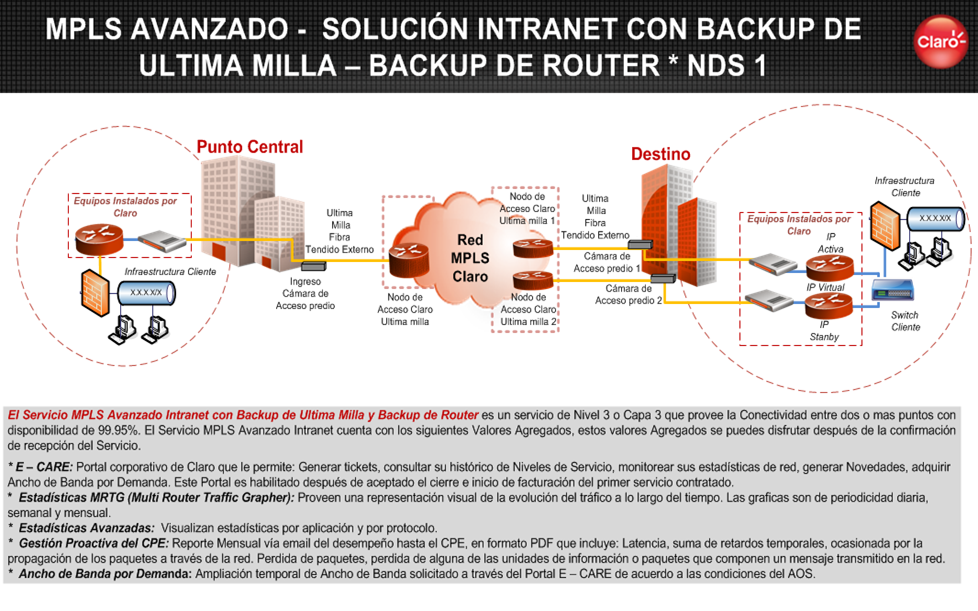 MPLS AVANZADO - SOLUCIÓN INTRANET CON BACKUP DE
ULTIMA MILLA – BACKUP DE ROUTER * NDS 1
Claro
Punto Central
Equipos Instalados por
Claro
Infraestructura Cliente
X.X.X.X/X
Ultima
Milla
Fibra
Tendido Externo
Ingreso
Cámara de
Acceso predio
Nodo de
Acceso Claro
Ultima milla
Red
MPLS
Claro
Nodo de
Acceso Claro
Ultima milla 1
Nodo de
Acceso Claro
Ultima milla 2
Ultima
Milla
Fibra
Tendido Externo
Cámara de
Acceso predio 1
Cámara de
Acceso predio 2
Destino
Equipos Instalados por
Claro
IP
Activa
IP Virtual
IP
Stanby
Infraestructura
Cliente
X.X.X.X/X
Switch
Cliente
El Servicio MPLS Avanzado Intranet con Backup de Ultima Milla y Backup de Router es un servicio de Nivel 3 o Capa 3 que provee la Conectividad entre dos o mas puntos con
disponibilidad de 99.95%. El Servicio MPLS Avanzado Intranet cuenta con los siguientes Valores Agregados, estos valores Agregados se puedes disfrutar después de la confirmación
de recepción del Servicio.
* E – CARE: Portal corporativo de Claro que le permite: Generar tickets, consultar su histórico de Niveles de Servicio, monitorear sus estadísticas de red, generar Novedades, adquirir
Ancho de Banda por Demanda. Este Portal es habilitado después de aceptado el cierre e inicio de facturación del primer servicio contratado.
* Estadísticas MRTG (Multi Router Traffic Grapher): Proveen una representación visual de la evolución del tráfico a lo largo del tiempo. Las graficas son de periodicidad diaria,
semanal y mensual.
* Estadísticas Avanzadas: Visualizan estadísticas por aplicación y por protocolo.
* Gestión Proactiva del CPE: Reporte Mensual vía email del desempeño hasta el CPE, en formato PDF que incluye: Latencia, suma de retardos temporales, ocasionada por la
propagación de los paquetes a través de la red. Perdida de paquetes, perdida de alguna de las unidades de información o paquetes que componen un mensaje transmitido en la red.
* Ancho de Banda por Demanda: Ampliación temporal de Ancho de Banda solicitado a través del Portal E – CARE de acuerdo a las condiciones del AOS.